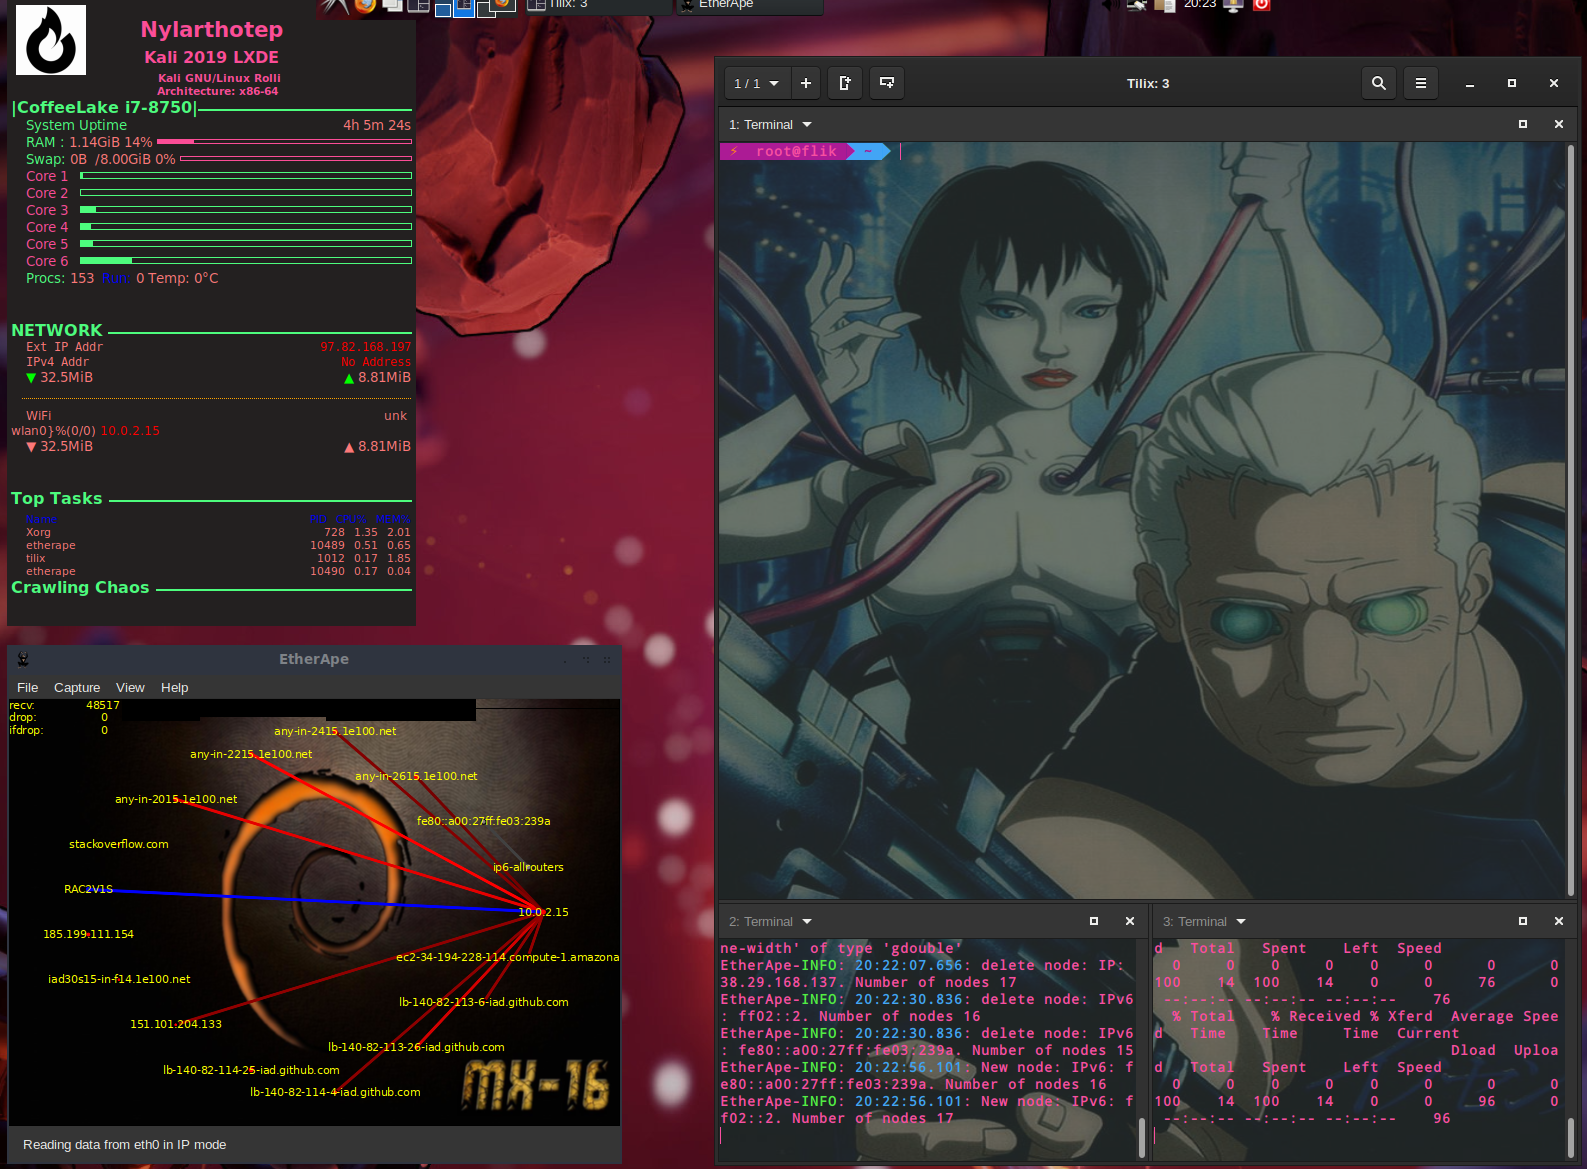 Tilix: 3
EtherApe
20:23
Nylarthotep
Kali 2019 LXDE
Kali GNU/Linux Rolli
Architecture: x86-64
|CoffeeLake i7-8750|
System Uptime 4h 5m 24s
RAM : 1.14GiB 14%
Swap: 0B /8.00GiB 0%
Core 1
Core 2
Core 3
Core 4
Core 5
Core 6
Procs: 153 Run: 0 Temp: 0°C
NETWORK
Ext IP Addr 97.82.168.197
IPv4 Addr No Address
▼ 32.5MiB ▲ 8.81MiB
WiFi unk
wlan0}%(0/0) 10.0.2.15
▼ 32.5MiB ▲ 8.81MiB
Top Tasks
Name PID CPU% MEM%
Xorg 728 1.35 2.01
etherape 10489 0.51 0.65
tilix 1012 0.17 1.85
etherape 10490 0.17 0.04
Crawling Chaos
EtherApe
File Capture View Help
recv: 48517
drop: 0
ifdrop: 0
any-in-2415.1e100.net
any-in-2215.1e100.net
any-in-2615.1e100.net
any-in-2015.1e100.net
fe80::a00:27ff:fe03:239a
stackoverflow.com
ip6-allrouters
RAC2V1S
10.0.2.15
185.199.111.154
ec2-34-194-228-114.compute-1.amazona
iad30s15-in-f14.1e100.net
lb-140-82-113-6-iad.github.com
151.101.204.133
lb-140-82-113-26-iad.github.com
lb-140-82-114-25-iad.github.com
lb-140-82-114-4-iad.github.com
MX-16
Reading data from eth0 in IP mode
1 / 1
Tilix: 3
1: Terminal
⚡ root@flik ~
2: Terminal
ne-width' of type 'gdouble'
EtherApe-INFO: 20:22:07.656: delete node: IP:
38.29.168.137. Number of nodes 17
EtherApe-INFO: 20:22:30.836: delete node: IPv6
: ff02::2. Number of nodes 16
EtherApe-INFO: 20:22:30.836: delete node: IPv6
: fe80::a00:27ff:fe03:239a. Number of nodes 15
EtherApe-INFO: 20:22:56.101: New node: IPv6: f
e80::a00:27ff:fe03:239a. Number of nodes 16
EtherApe-INFO: 20:22:56.101: New node: IPv6: f
f02::2. Number of nodes 17
3: Terminal
d Total Spent Left Speed
0 0 0 0 0 0 0
100 14 100 14 0 0 76 0
--:--:-- --:--:-- --:--:-- 76
% Total % Received % Xferd Average Spee
d Time Time Time Current
Dload Uploa
d Total Spent Left Speed
0 0 0 0 0 0 0
100 14 100 14 0 0 96 0
--:--:-- --:--:-- --:--:-- 96